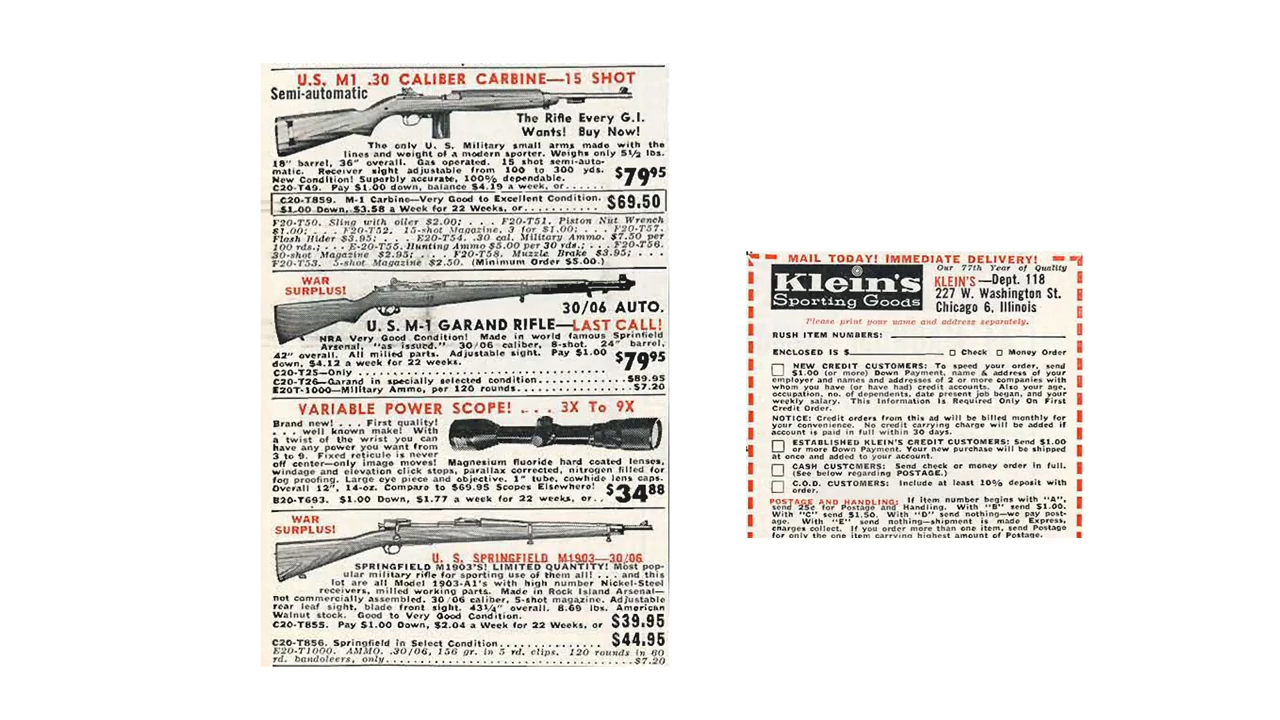 U.S. M1 .30 CALIBER CARBINE—15 SHOT
Semi-automatic
The Rifle Every G.I.
Wants! Buy Now!
The only U. S. Military small arms made with the
lines and weight of a modern sporter. Weighs only 5½ lbs.
18" barrel, 36" overall. Gas operated. 15 shot semi-auto-
matic. Receiver sight adjustable from 100 to 300 yds.
New Condition! Superbly accurate, 100% dependable.
C20-T49. Pay $1.00 down, balance $4.19 a week, or...... $79.95
C20-T859. M-1 Carbine—Very Good to Excellent Condition.
$1.00 Down, $3.58 a Week for 22 Weeks, or........... $69.50
F20-T50. Sling with oiler $2.00; . . . . F20-T51. Piston Nut Wrench
$1.00; . . . F20-T52. 15-shot Magazine, 3 for $1.00; . . . F20-T57.
Flash Hider $3.95; . . . E20-T54. .30 cal. Military Ammo. $7.50 per
100 rds.; . . . E-20-T55. Hunting Ammo $5.00 per 30 rds.; . . . F20-T56.
30-shot Magazine $2.95; . . . F20-T58. Muzzle Brake $3.95; . . .
F20-T53. 5-shot Magazine $2.50. (Minimum Order $5.00.)
WAR
SURPLUS!
30/06 AUTO.
U. S. M-1 GARAND RIFLE—LAST CALL!
NRA Very Good Condition! Made in world famous Sprinfield
Arsenal, "as issued." 30/06 caliber, 8-shot. 24" barrel,
42" overall. All milled parts. Adjustable sight. Pay $1.00
down, $4.12 a week for 22 weeks.
C20-T25—Only ........................ $79.95
C20-T26—Garand in specially selected condition............. $89.95
E20T-1000—Military Ammo, per 120 rounds................. $7.20
VARIABLE POWER SCOPE! . . . 3X To 9X
Brand new! . . . First quality!
. . . well known make! With
a twist of the wrist you can
have any power you want from
3 to 9. Fixed reticule is never
off center—only image moves! Magnesium fluoride hard coated lenses,
windage and elevation click stops, parallax corrected, nitrogen filled for
fog proofing. Large eye piece and objective. 1" tube, cowhide lens caps.
Overall 12", 14-oz. Compare to $69.95 Scopes Elsewhere!
B20-T693. $1.00 Down, $1.77 a week for 22 weeks, or.. $34.88
WAR
SURPLUS!
U. S. SPRINGFIELD M1903—30/06
SPRINGFIELD M1903'S! LIMITED QUANTITY! Most pop-
ular military rifle for sporting use of them all! . . . and this
lot are all Model 1903-A1's with high number Nickel-Steel
receivers, milled working parts. Made in Rock Island Arsenal—
not commercially assembled. 30/06 caliber, 5-shot magazine. Adjustable
rear leaf sight, blade front sight. 43¼" overall. 8.69 lbs. American
Walnut stock. Good to Very Good Condition.
C20-T855. Pay $1.00 Down, $2.04 a Week for 22 Weeks, or $39.95
C20-T856. Springfield in Select Condition............ $44.95
E20-T1000. AMMO. .30/06, 156 gr. in 5 rd. clips. 120 rounds in 60
rd. bandoleers, only.................................$7.20
MAIL TODAY! IMMEDIATE DELIVERY!
Klein's
Sporting Goods
Our 77th Year of Quality
KLEIN'S—Dept. 118
227 W. Washington St.
Chicago 6, Illinois
Please print your name and address separately.
RUSH ITEM NUMBERS:
ENCLOSED IS $ Check Money Order
NEW CREDIT CUSTOMERS: To speed your order, send
$1.00 (or more) Down Payment, name & address of your
employer and names and addresses of 2 or more companies with
whom you have (or have had) credit accounts. Also your age,
occupation, no. of dependents, date present job began, and your
weekly salary. This Information Is Required Only On First
Credit Order.
NOTICE: Credit orders from this ad will be billed monthly for
your convenience. No credit carrying charge will be added if
account is paid in full within 30 days.
ESTABLISHED KLEIN'S CREDIT CUSTOMERS: Send $1.00
or more Down Payment. Your new purchase will be shipped
at once and added to your account.
CASH CUSTOMERS: Send check or money order in full.
(See below regarding POSTAGE.)
C.O.D. CUSTOMERS: Include at least 10% deposit with
order.
POSTAGE AND HANDLING: If item number begins with "A",
send 25c for Postage and Handling. With "B" send $1.00.
With "C" send $1.50. With "D" send nothing—we pay post-
age. With "E" send nothing—shipment is made Express,
charges collect. If you order more than one item, send Postage
for only the one item carrying highest amount of Postage.